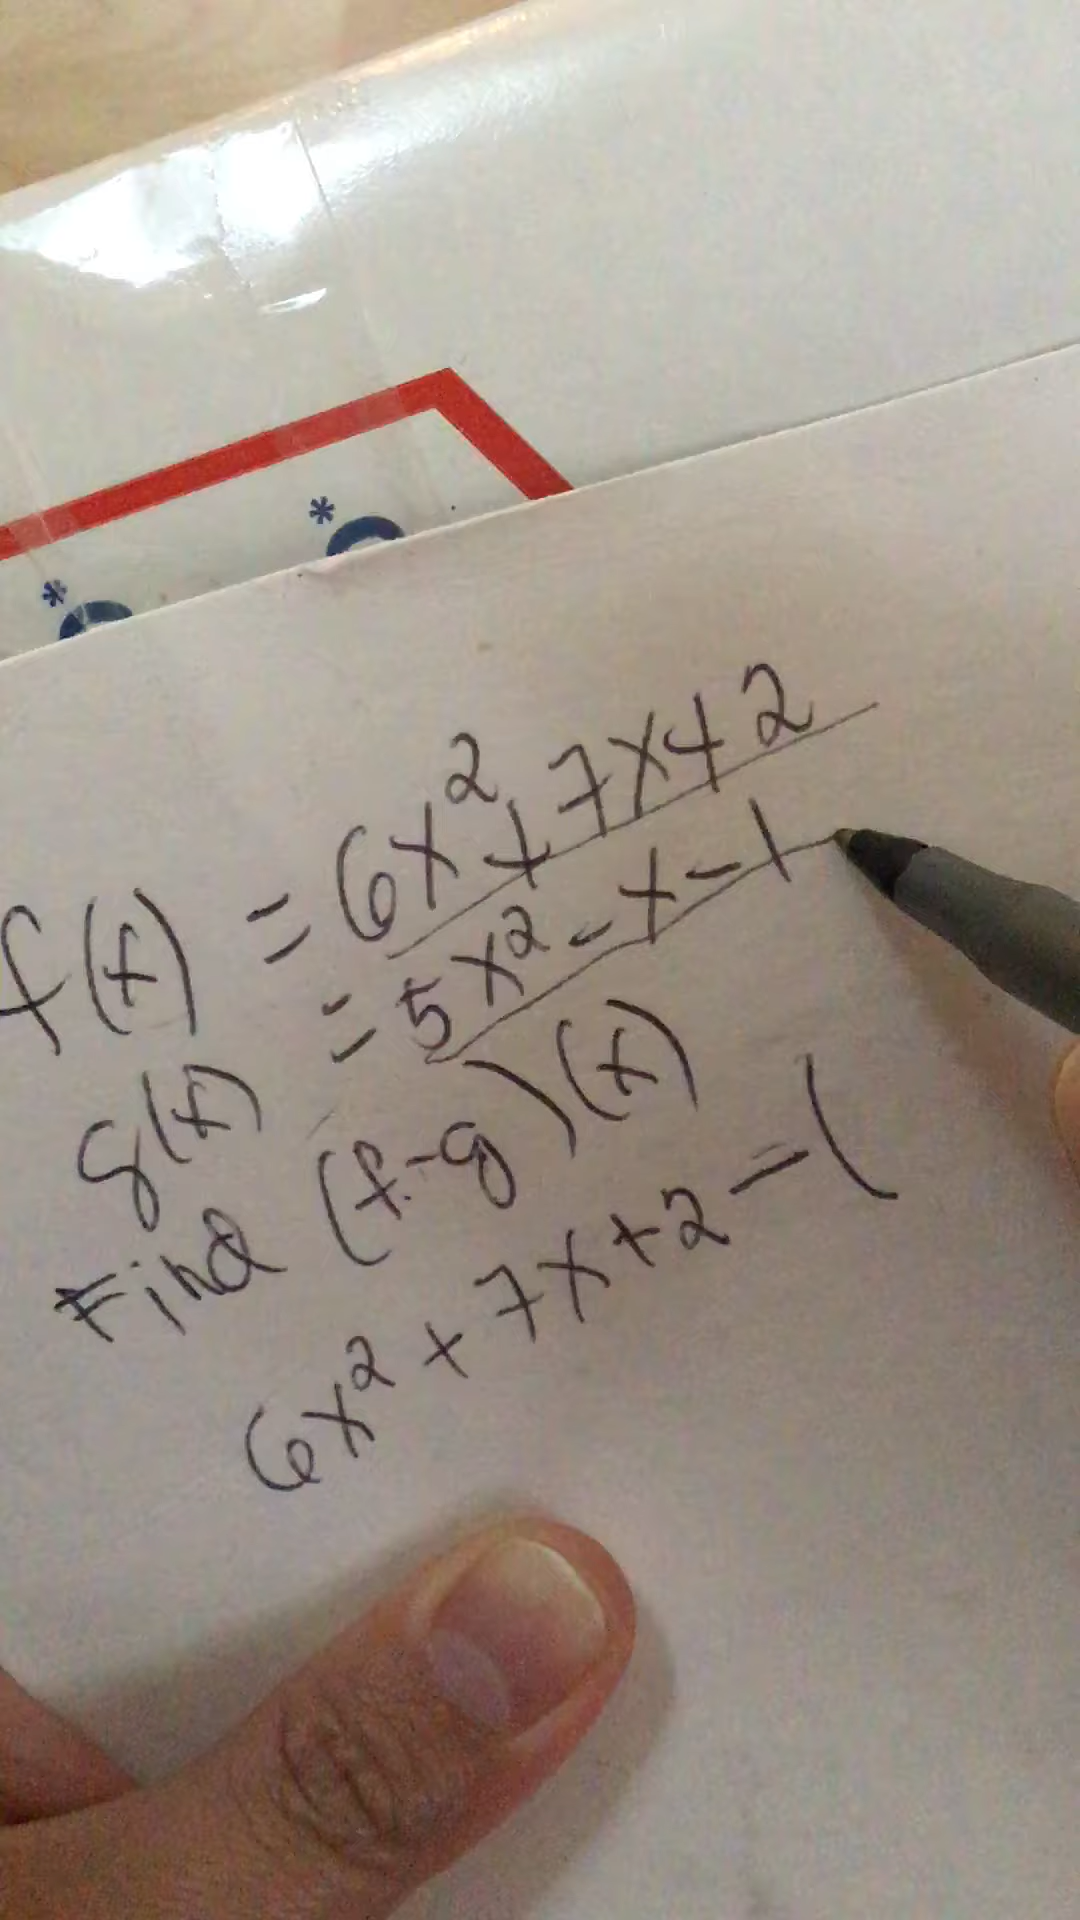 f(x) = 6x² + 7x + 2
g(x) = 5x² - x - 1
Find (f-g)(x)
6x² + 7x + 2 - (